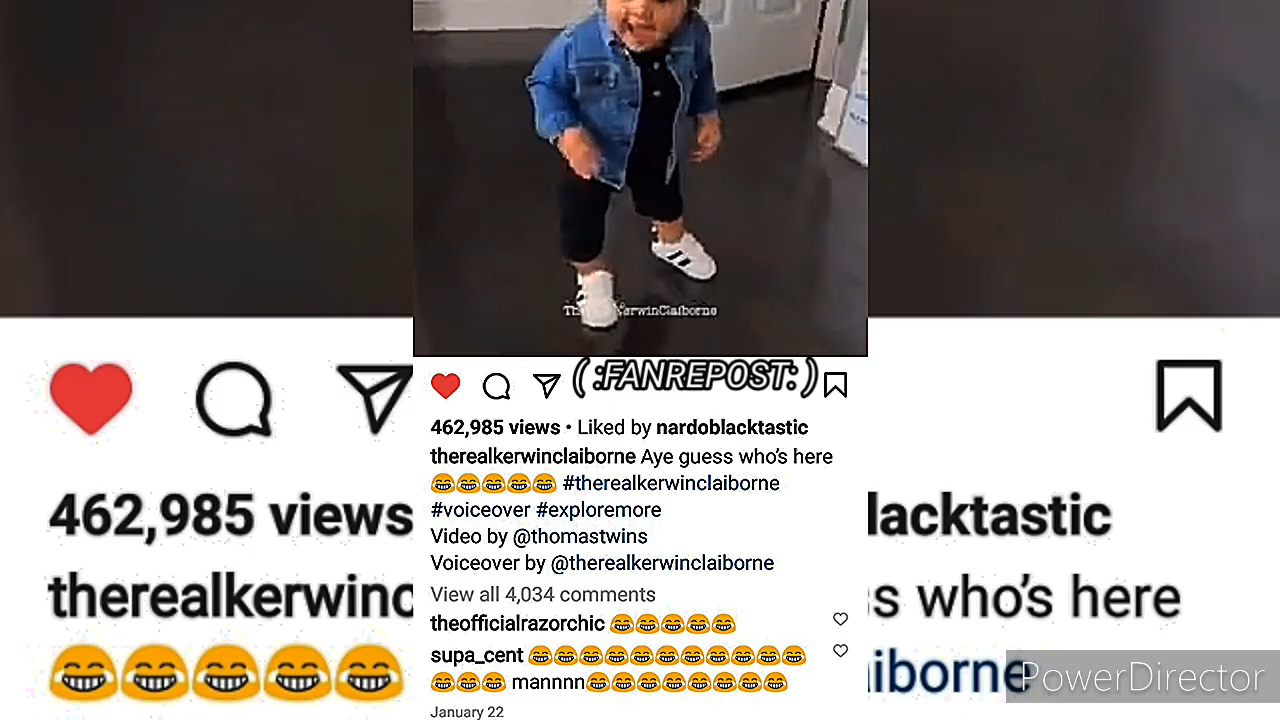 TheRealKerwinClaiborne
( :FANREPOST: )
462,985 views • Liked by nardoblacktastic
therealkerwinclaiborne Aye guess who's here
😂😂😂😂😂 #therealkerwinclaiborne
#voiceover #exploremore
Video by @thomastwins
Voiceover by @therealkerwinclaiborne
View all 4,034 comments
theofficialrazorchic 😂😂😂😂😂
supa_cent 😂😂😂😂😂😂😂😂😂😂😂
😂😂😂 mannnn😂😂😂😂😂😂😂😂
January 22
462,985 views
lacktastic
therealkerwinc
s who's here
😂😂😂😂😂
iborne
PowerDirector